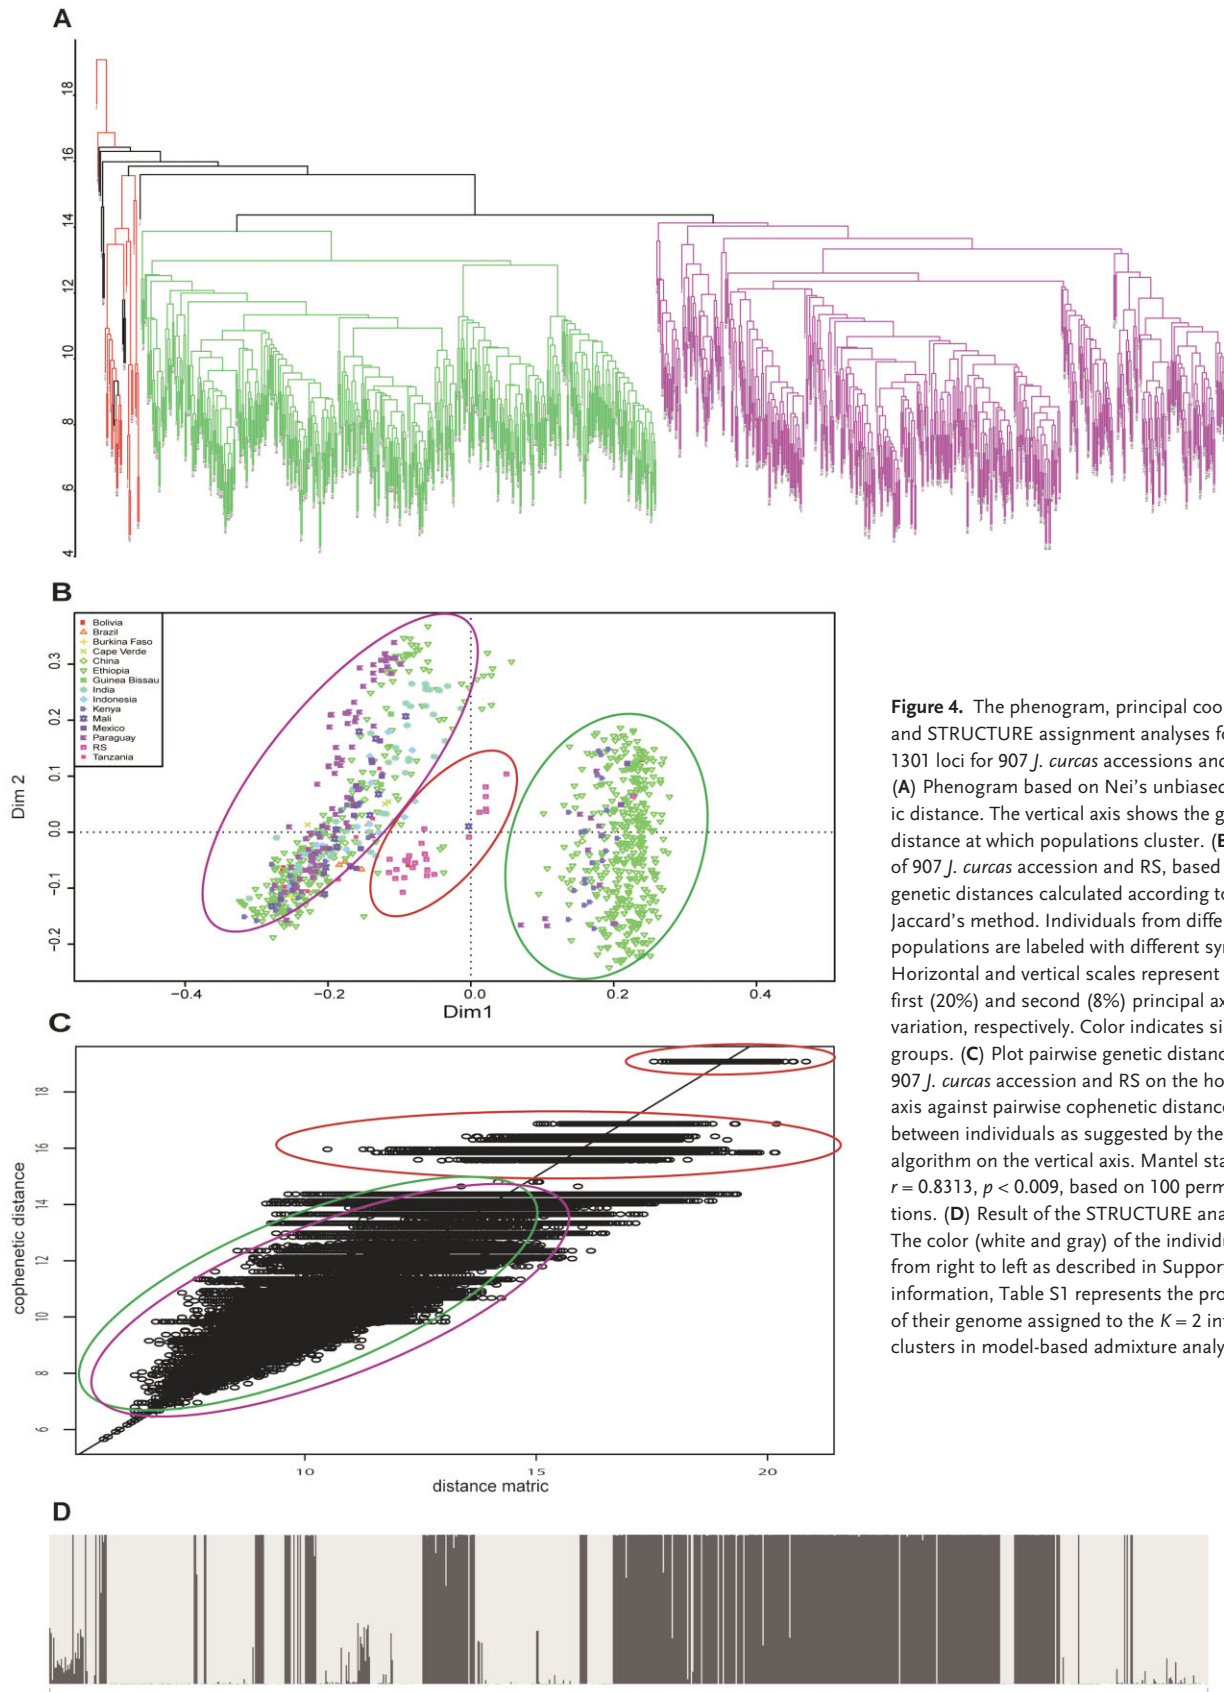 A
18
16
14
12
10
8
6
4
B
Bolivia
Brazil
Burkina Faso
Cape Verde
China
Ethiopia
Guinea Bissau
India
Indonesia
Kenya
Mali
Mexico
Paraguay
RS
Tanzania
Dim 2
0.3
0.2
0.1
0.0
−0.1
−0.2
−0.4
−0.2
0.0
0.2
0.4
Dim1
C
cophenetic distance
18
16
14
12
10
8
6
10
15
20
distance matric
D
Figure 4. The phenogram, principal coo
and STRUCTURE assignment analyses fo
1301 loci for 907 J. curcas accessions and
(A) Phenogram based on Nei's unbiased
ic distance. The vertical axis shows the g
distance at which populations cluster. (B
of 907 J. curcas accession and RS, based
genetic distances calculated according to
Jaccard's method. Individuals from diffe
populations are labeled with different syr
Horizontal and vertical scales represent
first (20%) and second (8%) principal ax
variation, respectively. Color indicates si
groups. (C) Plot pairwise genetic distanc
907 J. curcas accession and RS on the ho
axis against pairwise cophenetic distance
between individuals as suggested by the
algorithm on the vertical axis. Mantel sta
r = 0.8313, p < 0.009, based on 100 perm
tions. (D) Result of the STRUCTURE ana
The color (white and gray) of the individu
from right to left as described in Support
information, Table S1 represents the pro
of their genome assigned to the K = 2 in
clusters in model-based admixture analy